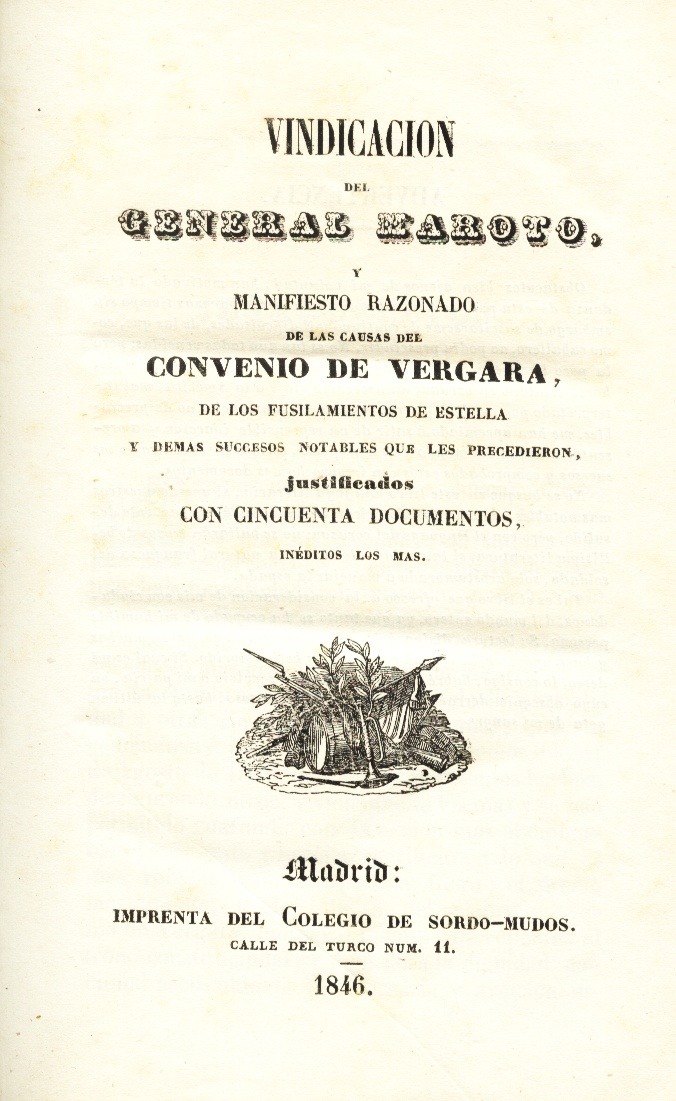 VINDICACION
DEL
GENERAL MAROTO,
Y
MANIFIESTO RAZONADO
DE LAS CAUSAS DEL
CONVENIO DE VERGARA,
DE LOS FUSILAMIENTOS DE ESTELLA
Y DEMAS SUCCESOS NOTABLES QUE LES PRECEDIERON,
justificados
CON CINCUENTA DOCUMENTOS,
INÉDITOS LOS MAS.
Madrid:
IMPRENTA DEL COLEGIO DE SORDO-MUDOS.
CALLE DEL TURCO NUM. 11.
1846.